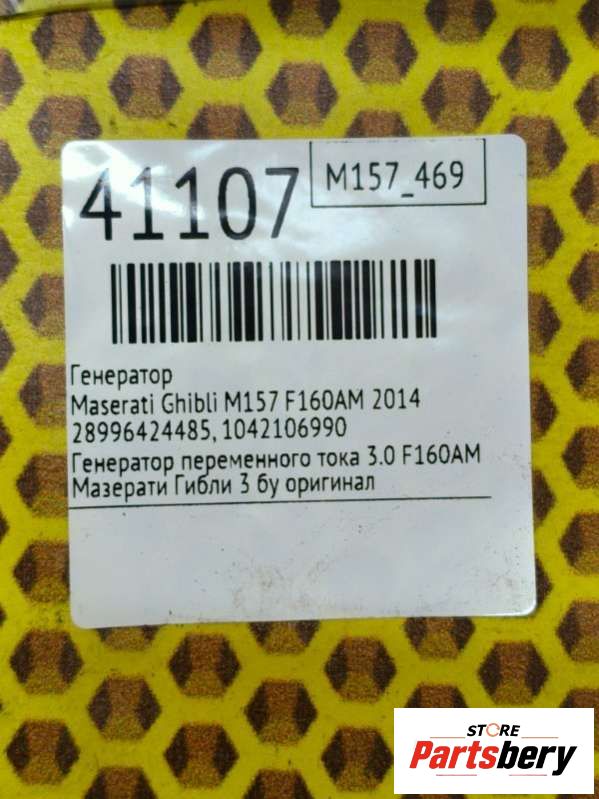 41107
M157_469
Генератор
Maserati Ghibli M157 F160AM 2014
28996424485, 1042106990
Генератор переменного тока 3.0 F160AM
Мазерати Гибли 3 бу оригинал
STORE
Partsbery